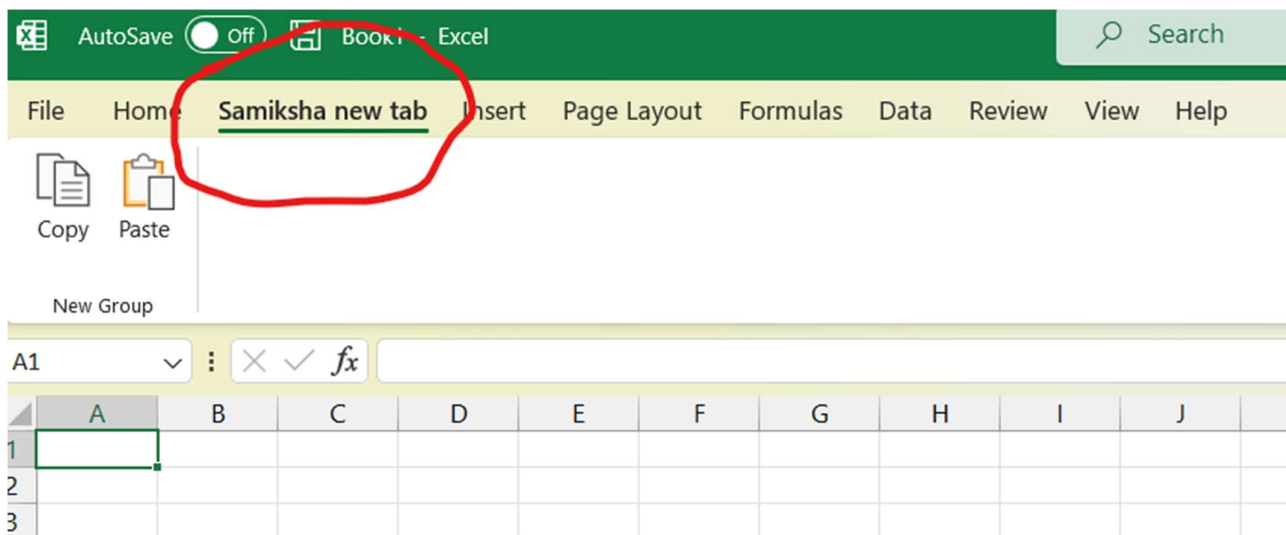 AutoSave Off Book1 - Excel Search
File Home Samiksha new tab Insert Page Layout Formulas Data Review View Help
Copy Paste
New Group
A1 fx
A B C D E F G H I J
1
2
3